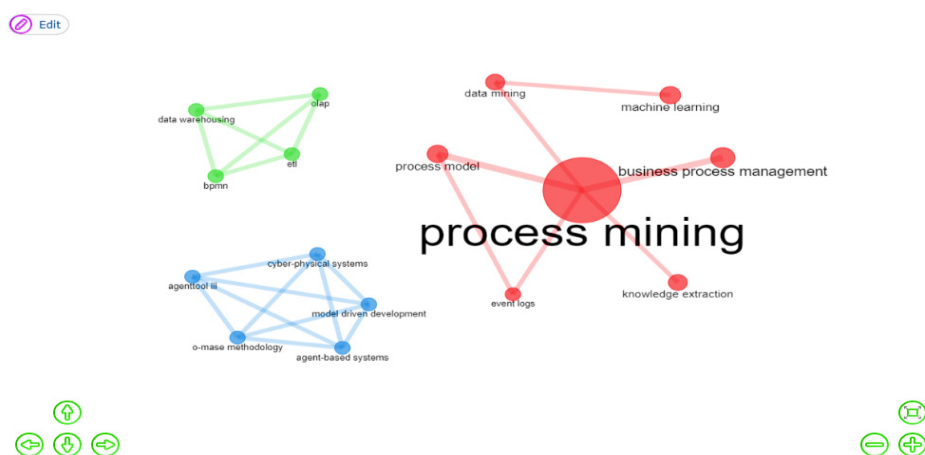 Edit
olap
data warehousing
etl
bpmn
data mining
machine learning
process model
business process management
process mining
event logs
knowledge extraction
cyber-physical systems
agenttool iii
model driven development
o-mase methodology
agent-based systems